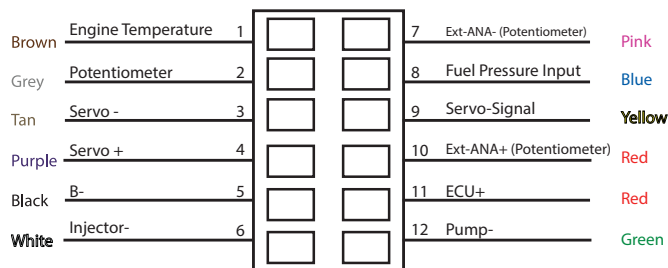 Brown Engine Temperature 1
Grey Potentiometer 2
Tan Servo - 3
Purple Servo + 4
Black B- 5
White Injector- 6
7 Ext-ANA- (Potentiometer) Pink
8 Fuel Pressure Input Blue
9 Servo-Signal Yellow
10 Ext-ANA+ (Potentiometer) Red
11 ECU+ Red
12 Pump- Green